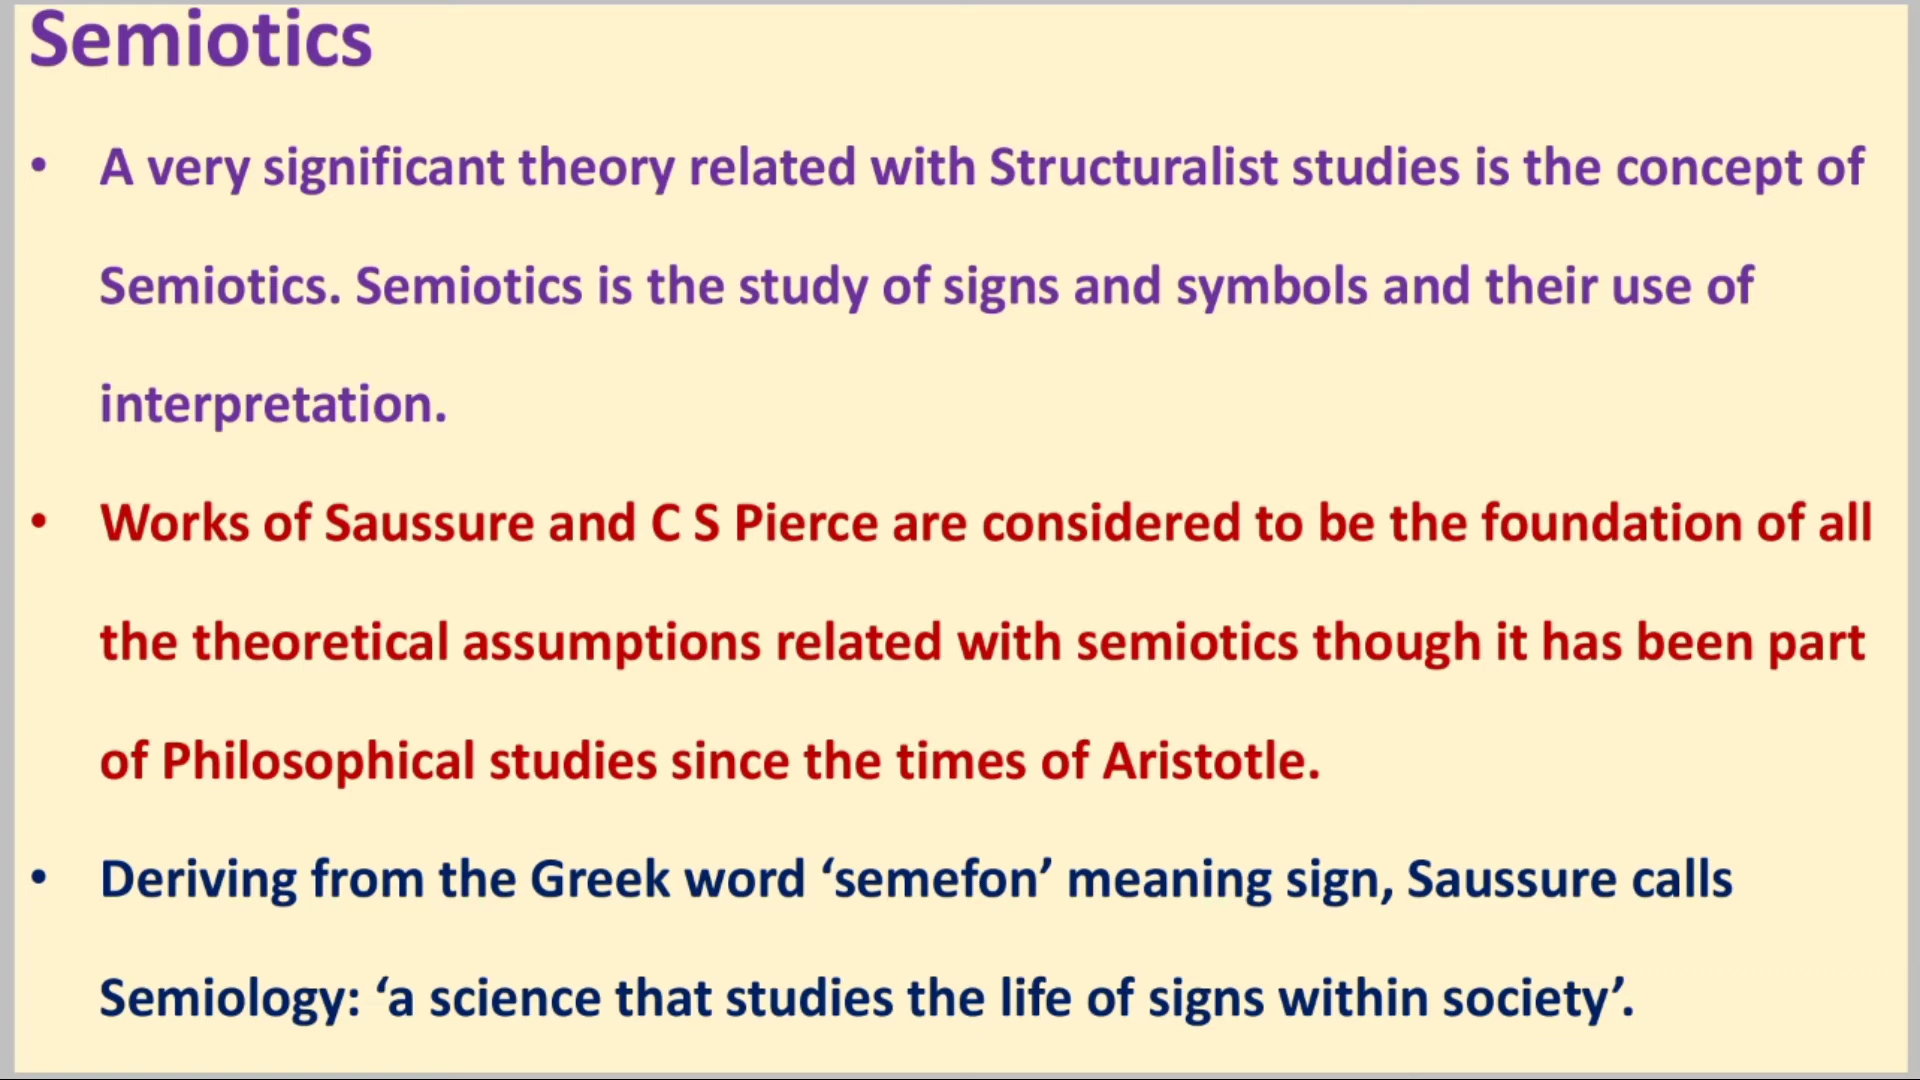 Semiotics
• A very significant theory related with Structuralist studies is the concept of
Semiotics. Semiotics is the study of signs and symbols and their use of
interpretation.
• Works of Saussure and C S Pierce are considered to be the foundation of all
the theoretical assumptions related with semiotics though it has been part
of Philosophical studies since the times of Aristotle.
• Deriving from the Greek word ‘semefon’ meaning sign, Saussure calls
Semiology: ‘a science that studies the life of signs within society’.